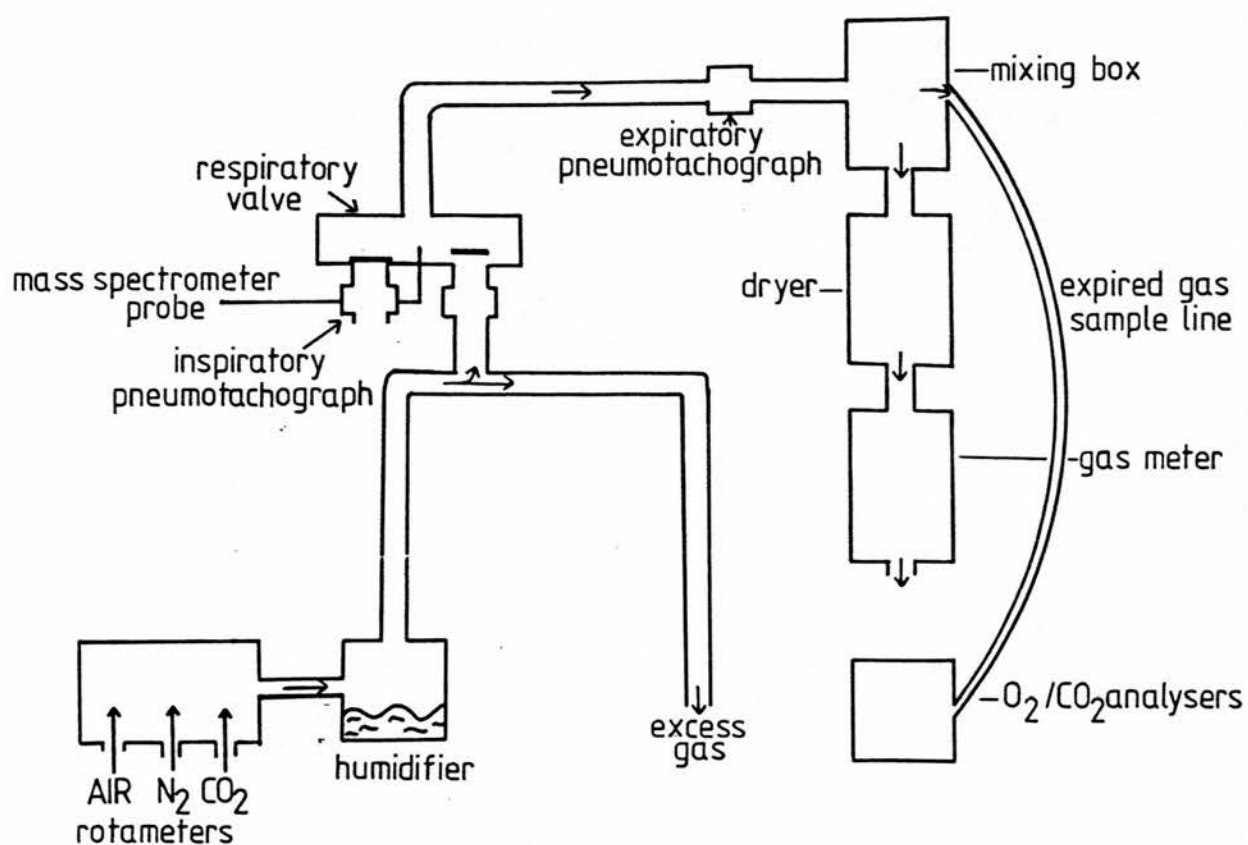 mixing box
expiratory
pneumotachograph
respiratory
valve
mass spectrometer
probe
inspiratory
pneumotachograph
dryer
expired gas
sample line
gas meter
O₂/CO₂ analysers
excess
gas
humidifier
AIR N₂ CO₂
rotameters